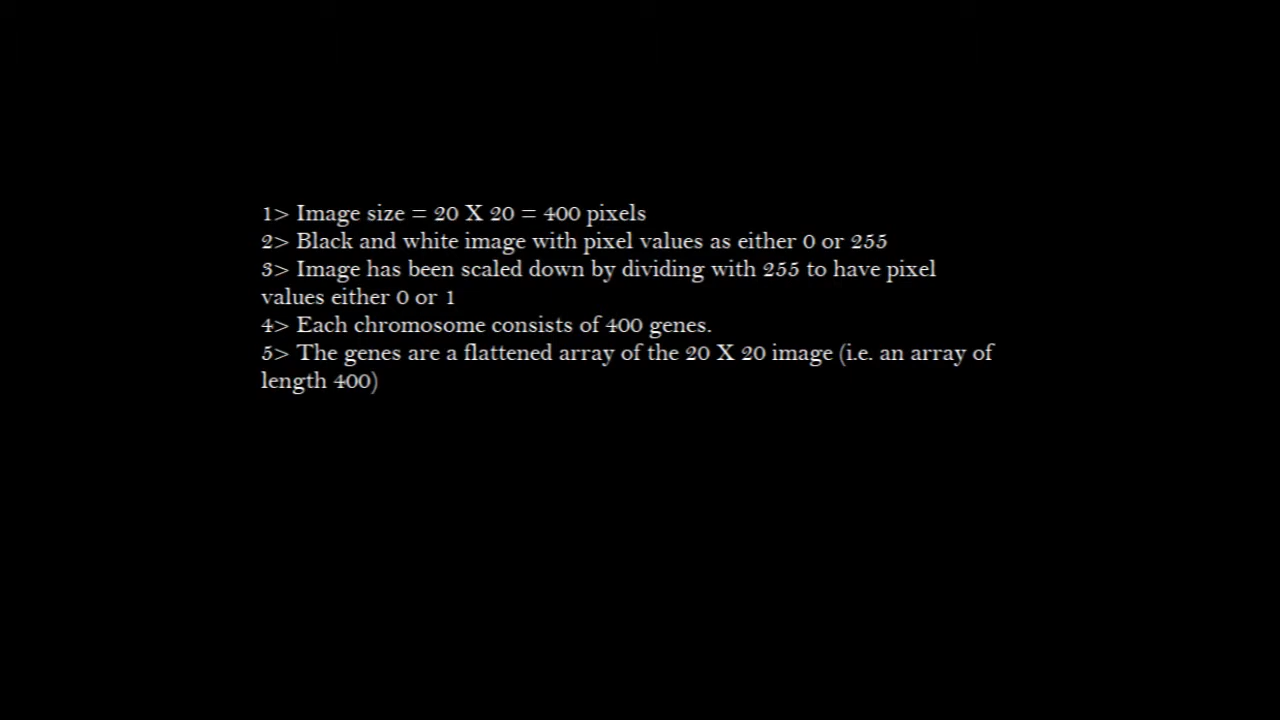 1> Image size = 20 X 20 = 400 pixels
2> Black and white image with pixel values as either 0 or 255
3> Image has been scaled down by dividing with 255 to have pixel
values either 0 or 1
4> Each chromosome consists of 400 genes.
5> The genes are a flattened array of the 20 X 20 image (i.e. an array of
length 400)